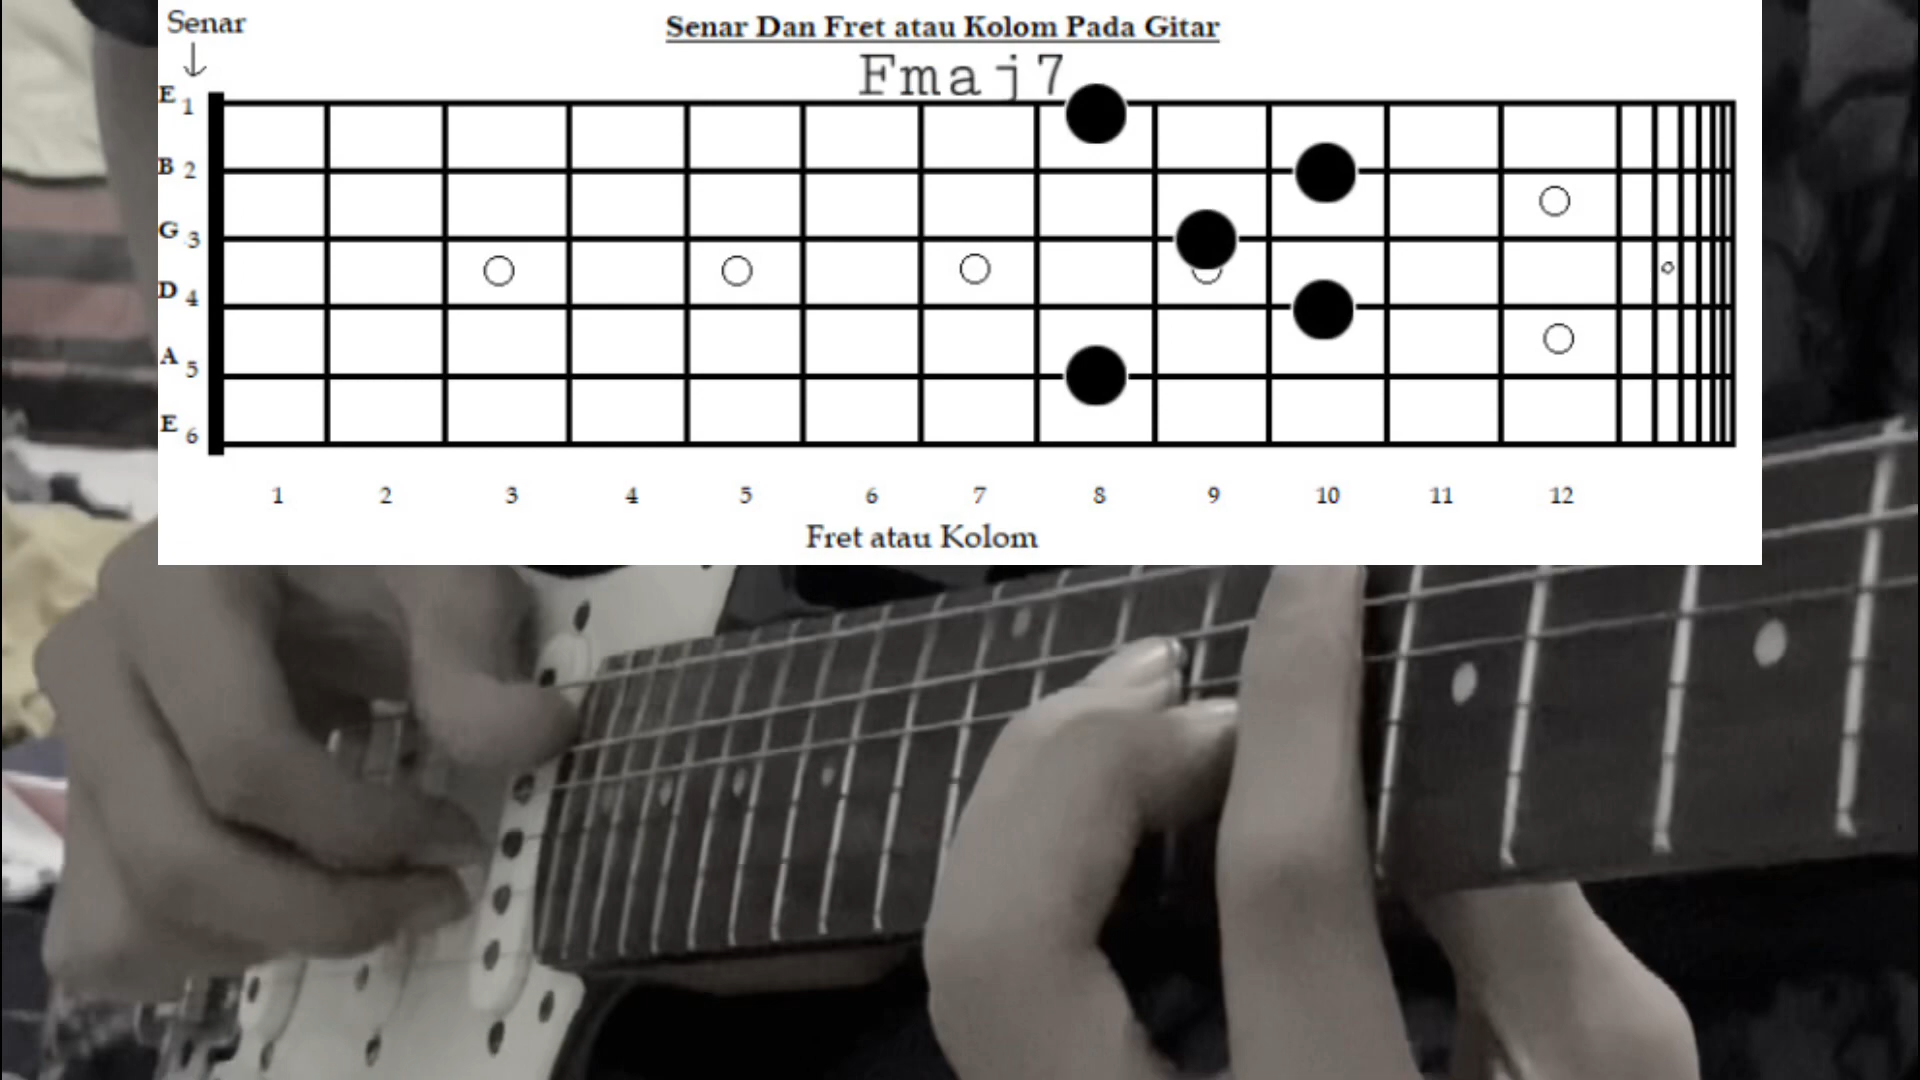 Senar
Senar Dan Fret atau Kolom Pada Gitar
Fmaj7
E 1
B 2
G 3
D 4
A 5
E 6
1 2 3 4 5 6 7 8 9 10 11 12
Fret atau Kolom